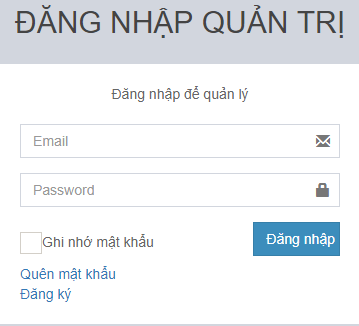 ĐĂNG NHẬP QUẢN TRỊ
Đăng nhập để quản lý
Email
Password
Ghi nhớ mật khẩu
Đăng nhập
Quên mật khẩu
Đăng ký